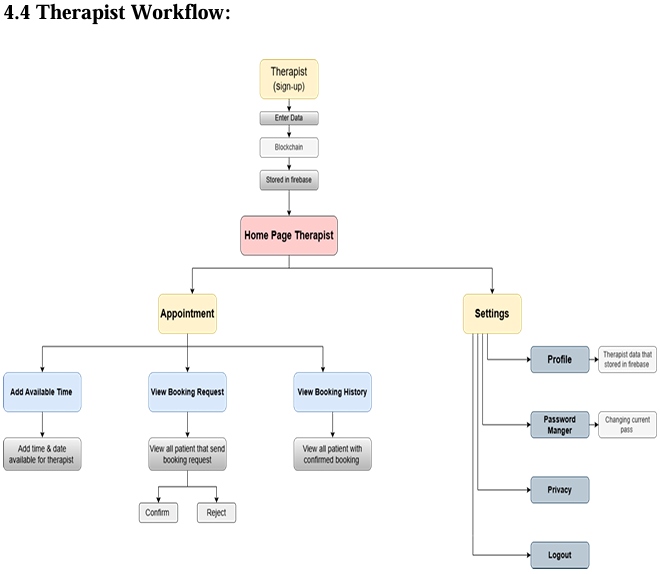 4.4 Therapist Workflow:
Therapist
(sign-up)
Enter Data
Blockchain
Stored in firebase
Home Page Therapist
Appointment
Settings
Add Available Time
View Booking Request
View Booking History
Add time & date
available for therapist
View all patient that send
booking request
View all patient with
confirmed booking
Confirm
Reject
Profile
Therapist data that
stored in firebase
Password
Manger
Changing current
pass
Privacy
Logout